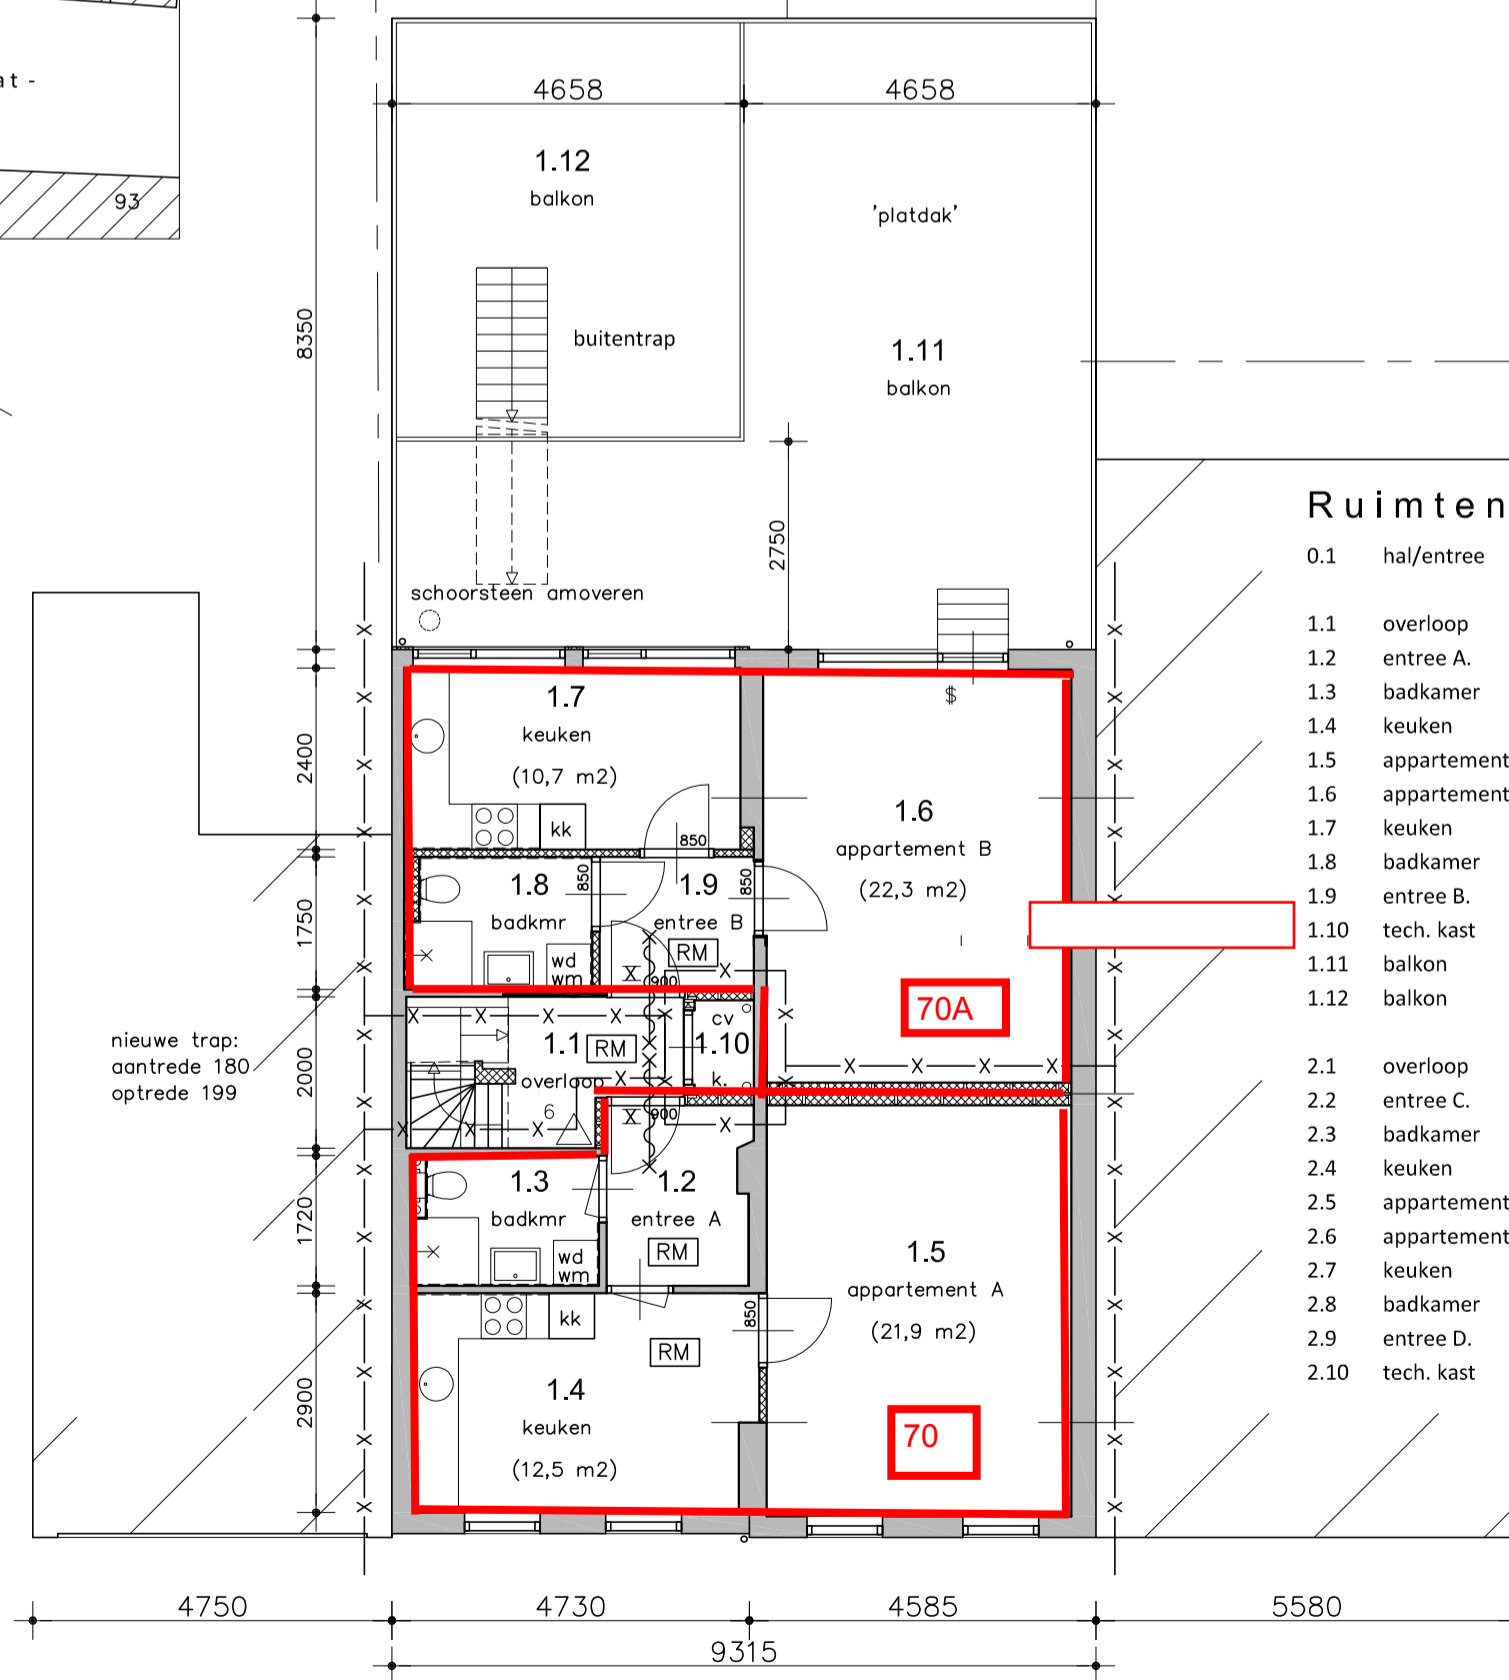 at -
93
4658
4658
1.12
balkon
'platdak'
8350
buitentrap
1.11
balkon
2750
schoorsteen amoveren
Ruimten
0.1 hal/entree
1.1 overloop
1.2 entree A.
1.3 badkamer
1.4 keuken
1.5 appartement
1.6 appartement
1.7 keuken
1.8 badkamer
1.9 entree B.
1.10 tech. kast
1.11 balkon
1.12 balkon
2.1 overloop
2.2 entree C.
2.3 badkamer
2.4 keuken
2.5 appartement
2.6 appartement
2.7 keuken
2.8 badkamer
2.9 entree D.
2.10 tech. kast
$
1.7
keuken
(10,7 m2)
2400
kk
850
1.6
appartement B
(22,3 m2)
1.8
badkmr
850
1.9
entree B
850
1750
wd
wm
RM
900
70A
nieuwe trap:
aantrede 180
optrede 199
2000
1.1
overloop
RM
cv
1.10
k.
6
900
1720
1.3
badkmr
1.2
entree A
wd
wm
RM
1.5
appartement A
(21,9 m2)
kk
850
RM
2900
1.4
keuken
(12,5 m2)
70
4750
4730
4585
5580
9315